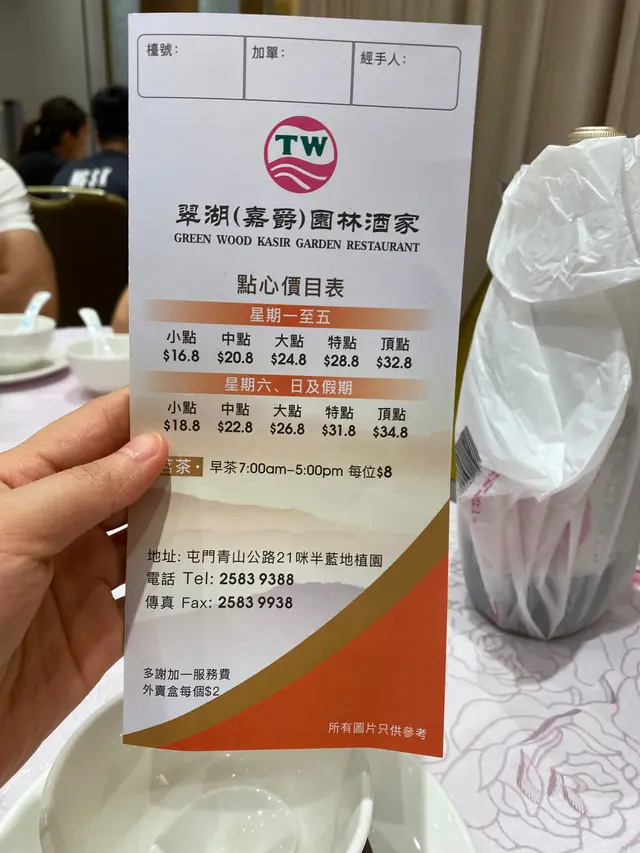 檯號：
加單：
經手人：
TW
翠湖(嘉爵)園林酒家
GREEN WOOD KASIR GARDEN RESTAURANT
點心價目表
星期一至五
小點 中點 大點 特點 頂點
$16.8 $20.8 $24.8 $28.8 $32.8
星期六、日及假期
小點 中點 大點 特點 頂點
$18.8 $22.8 $26.8 $31.8 $34.8
茗茶· 早茶7:00am–5:00pm 每位$8
地址: 屯門青山公路21咪半藍地植園
電話 Tel: 2583 9388
傳真 Fax: 2583 9938
多謝加一服務費
外賣盒每個$2
所有圖片只供參考